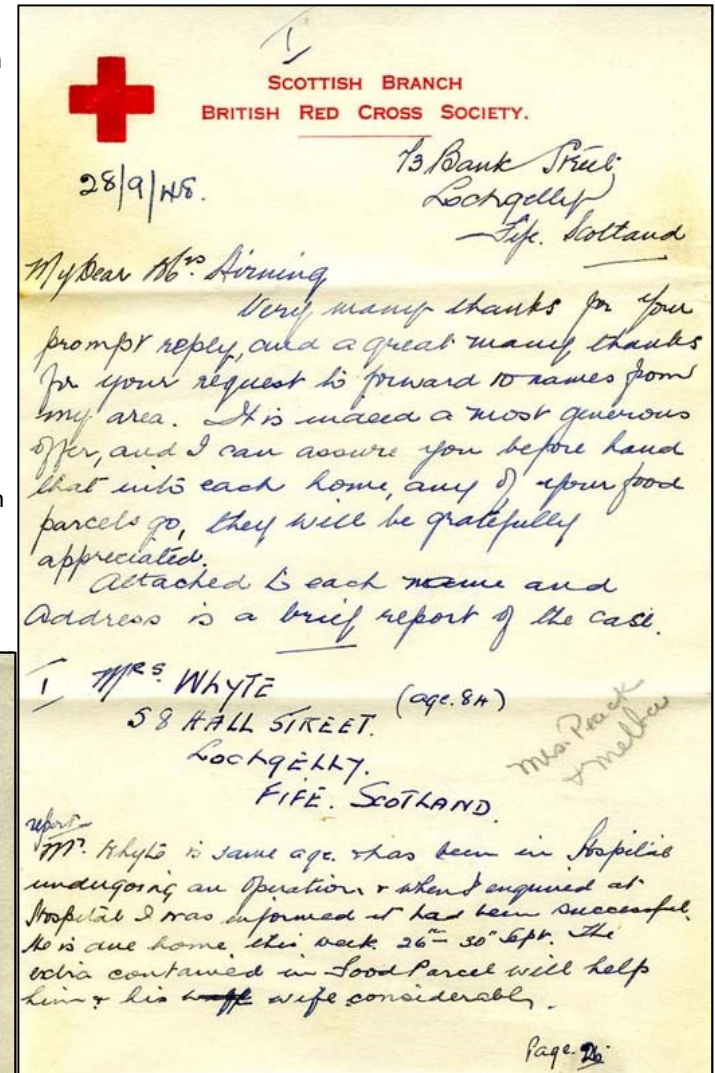 I
SCOTTISH BRANCH
BRITISH RED CROSS SOCIETY.
28/9/48.
73 Bank Street,
Lochgelly
Fife. Scotland
My Dear Mrs
Very many thanks for your
prompt reply, and a great many thanks
for your request to forward 10 names from
my area. It is indeed a most generous
offer, and I can assure you before hand
that into each home, any of your food
parcels go, they will be gratefully
appreciated.
Attached to each name and
Address is a brief report of the case.
I Mrs. WHYTE (age. 84)
58 HALL STREET.
LOCHGELLY.
FIFE. SCOTLAND.
Mrs. Peack
& Melba
report
Mr. Whyte is same age. & has been in Hospital
undergoing an Operation & when I enquired at
Hospital I was informed it had been successful.
He is due home this week 26th - 30th Sept. The
extra contained in Food Parcel will help
him & his wife considerably.
Page.